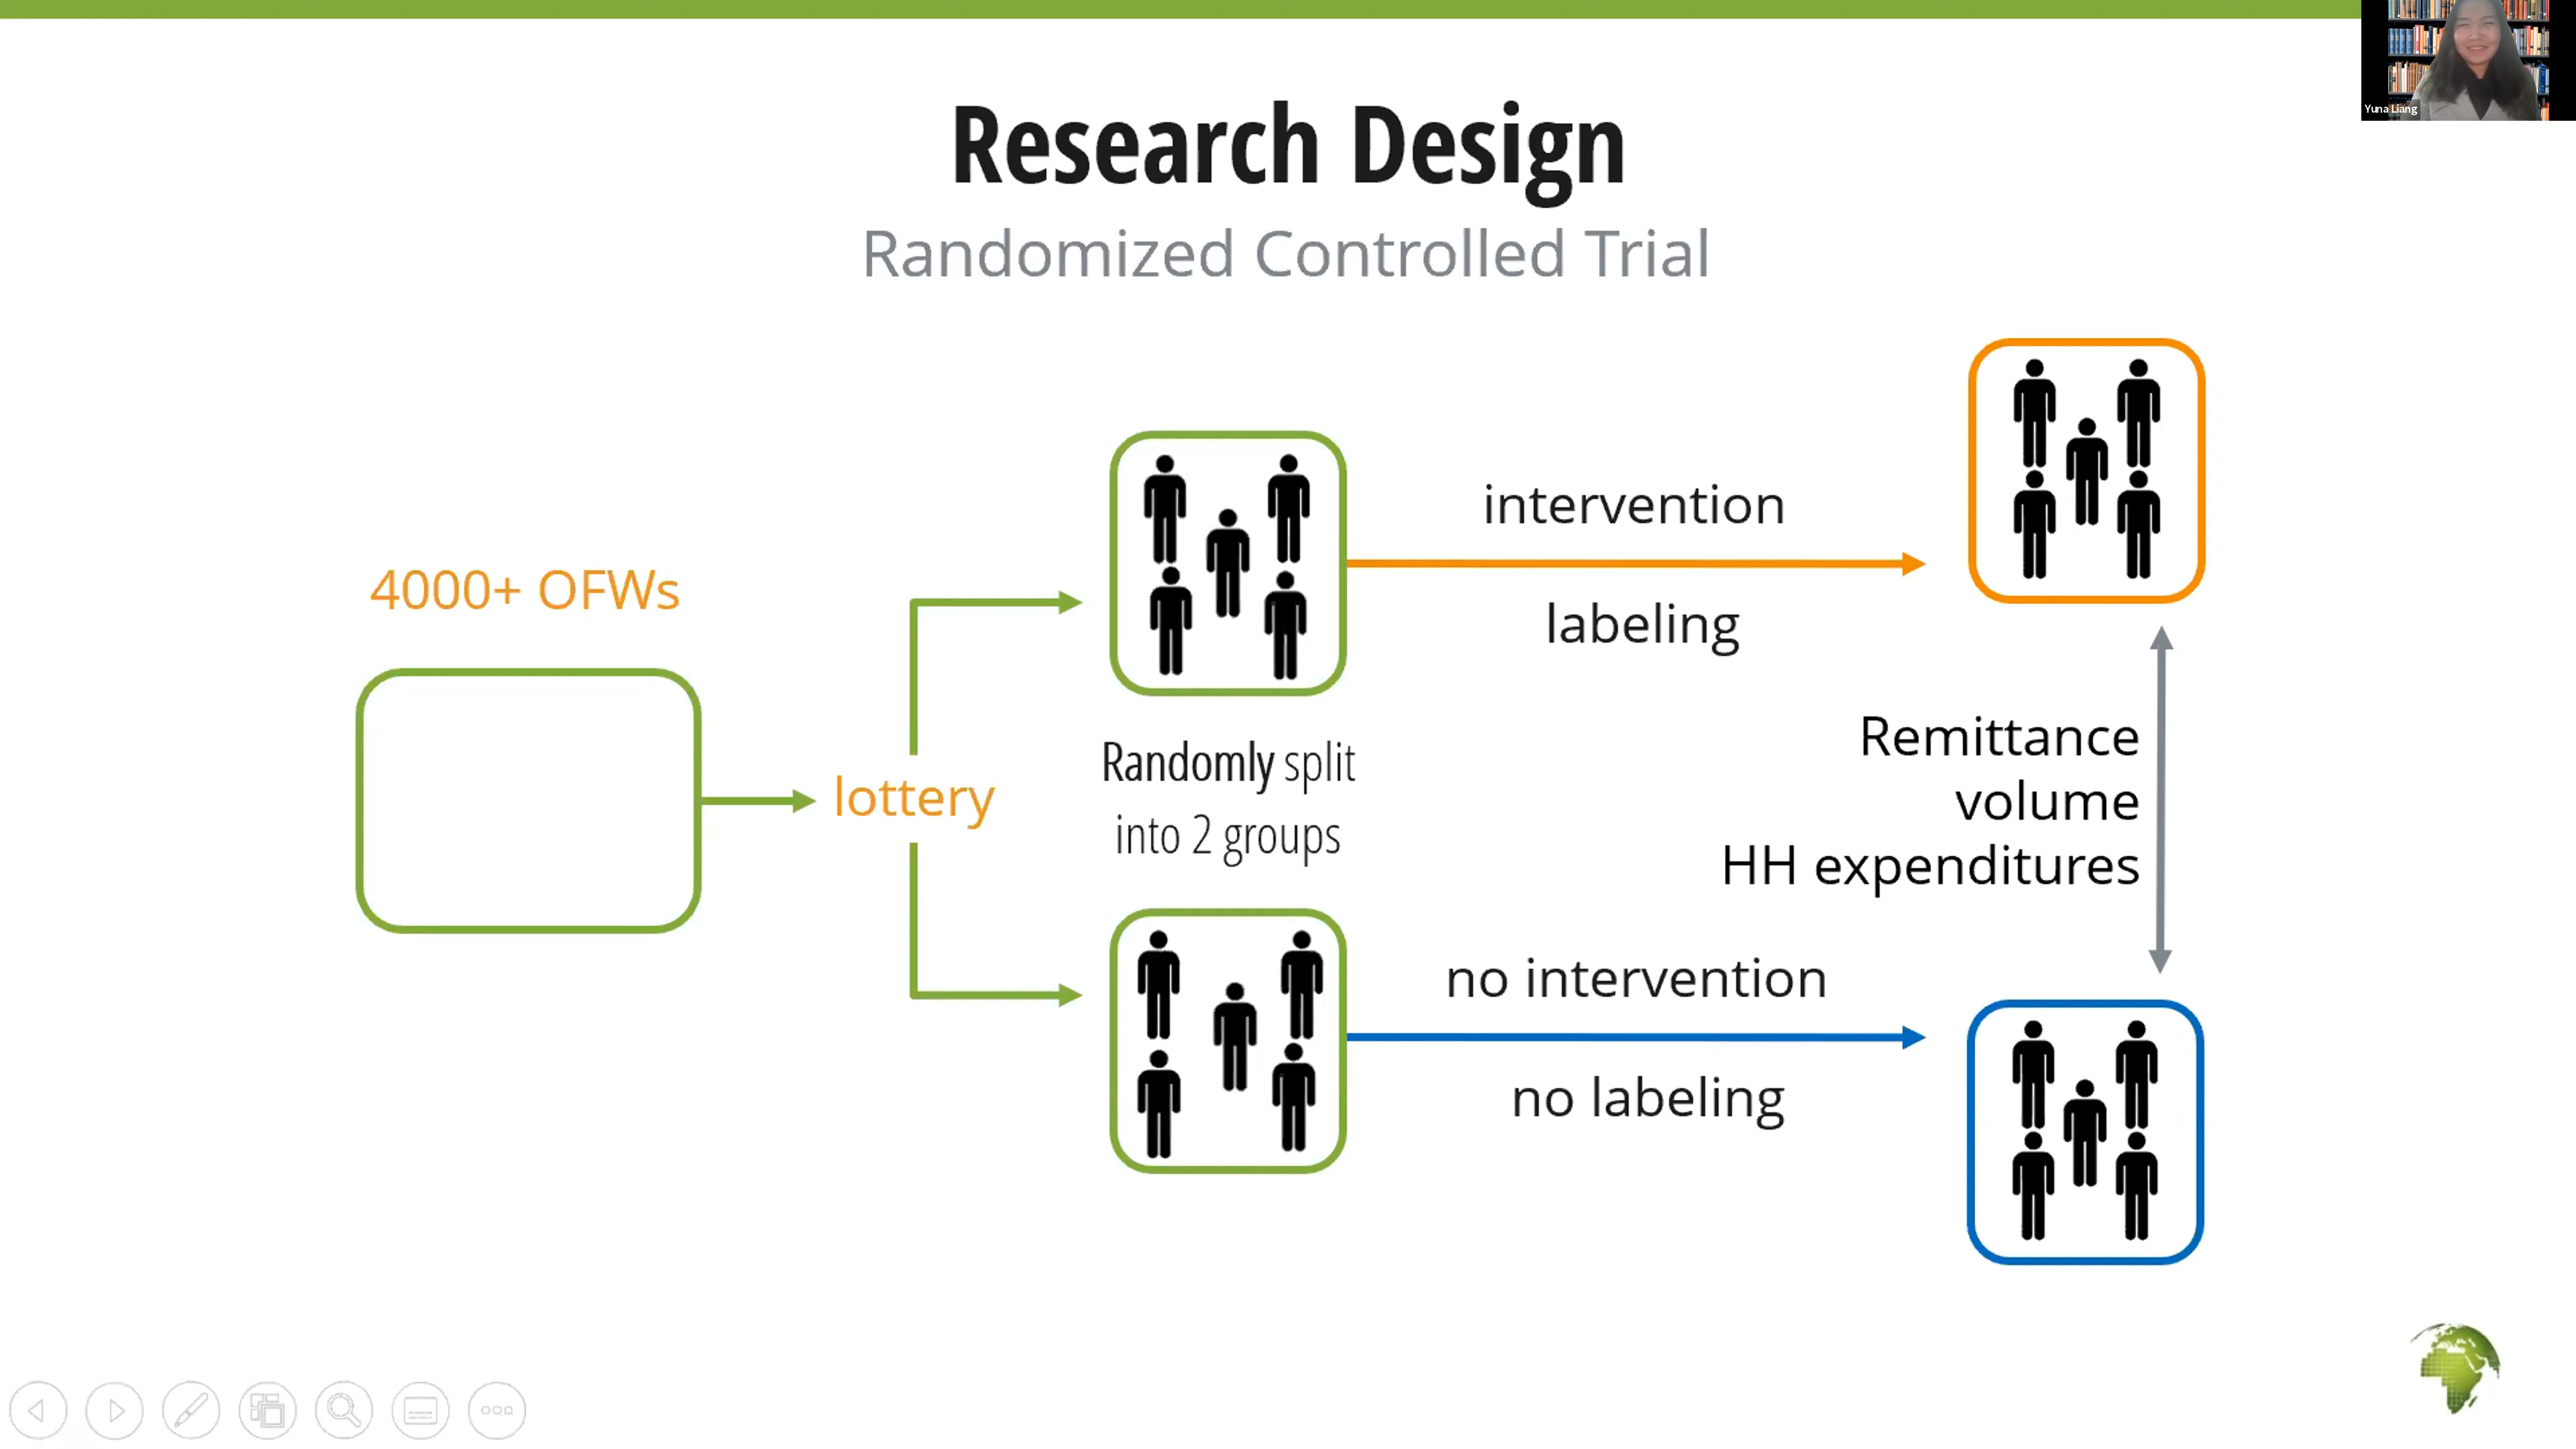 Yuna Liang
Research Design
Randomized Controlled Trial
4000+ OFWs
lottery
Randomly split
into 2 groups
intervention
labeling
Remittance
volume
HH expenditures
no intervention
no labeling